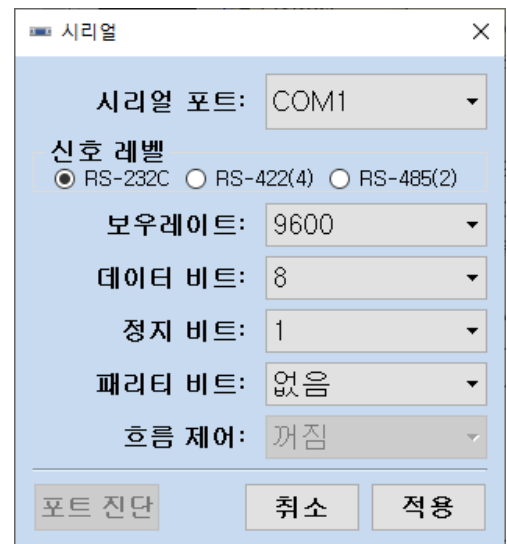 시리얼
시리얼 포트: COM1
신호 레벨
RS-232C RS-422(4) RS-485(2)
보우레이트: 9600
데이터 비트: 8
정지 비트: 1
패리티 비트: 없음
흐름 제어: 꺼짐
포트 진단 취소 적용